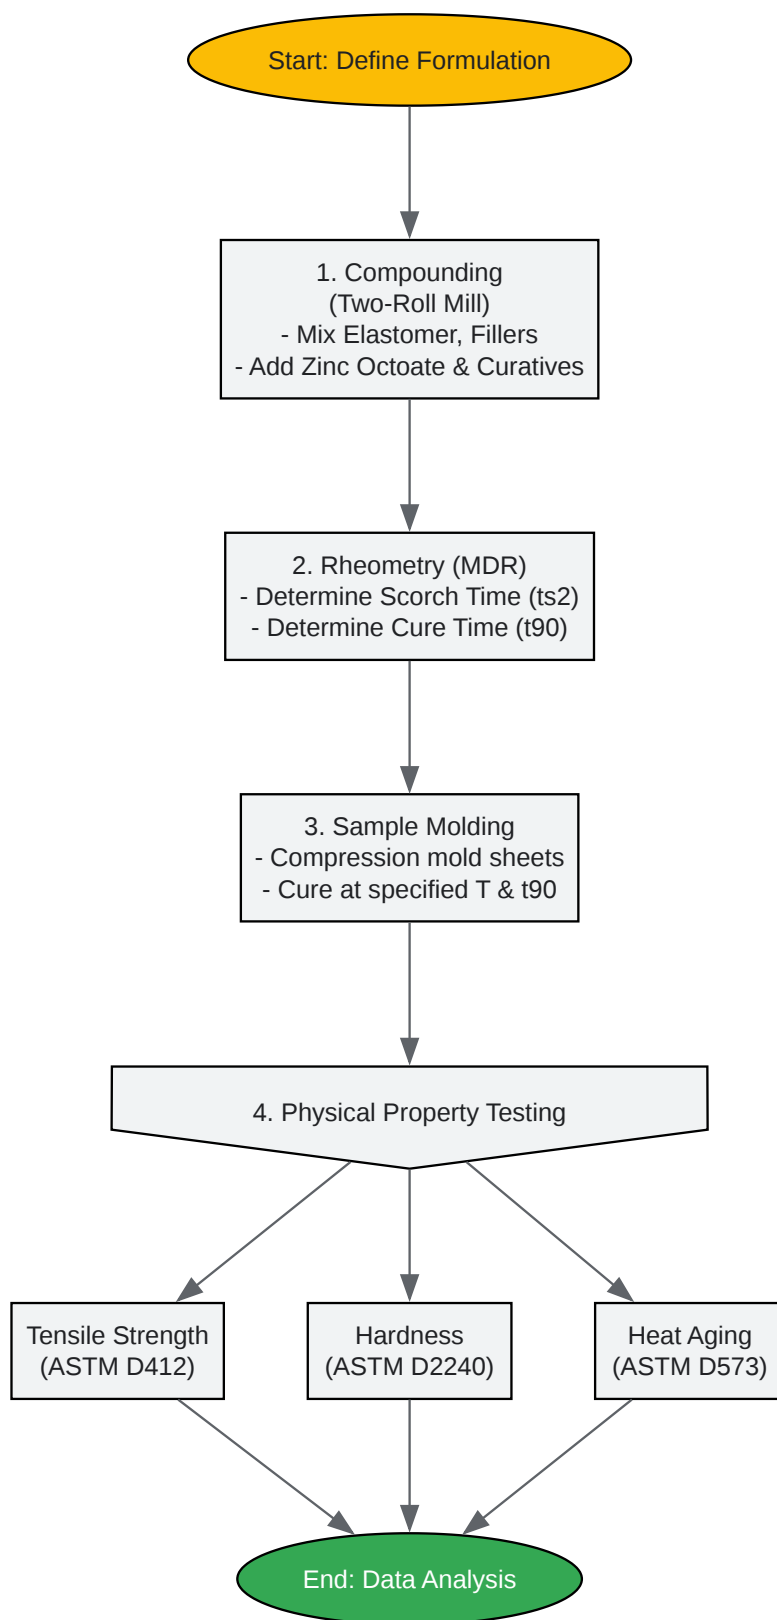 Start: Define Formulation
1. Compounding
(Two-Roll Mill)
- Mix Elastomer, Fillers
- Add Zinc Octoate & Curatives
2. Rheometry (MDR)
- Determine Scorch Time (ts2)
- Determine Cure Time (t90)
3. Sample Molding
- Compression mold sheets
- Cure at specified T & t90
4. Physical Property Testing
Tensile Strength
(ASTM D412)
Hardness
(ASTM D2240)
Heat Aging
(ASTM D573)
End: Data Analysis